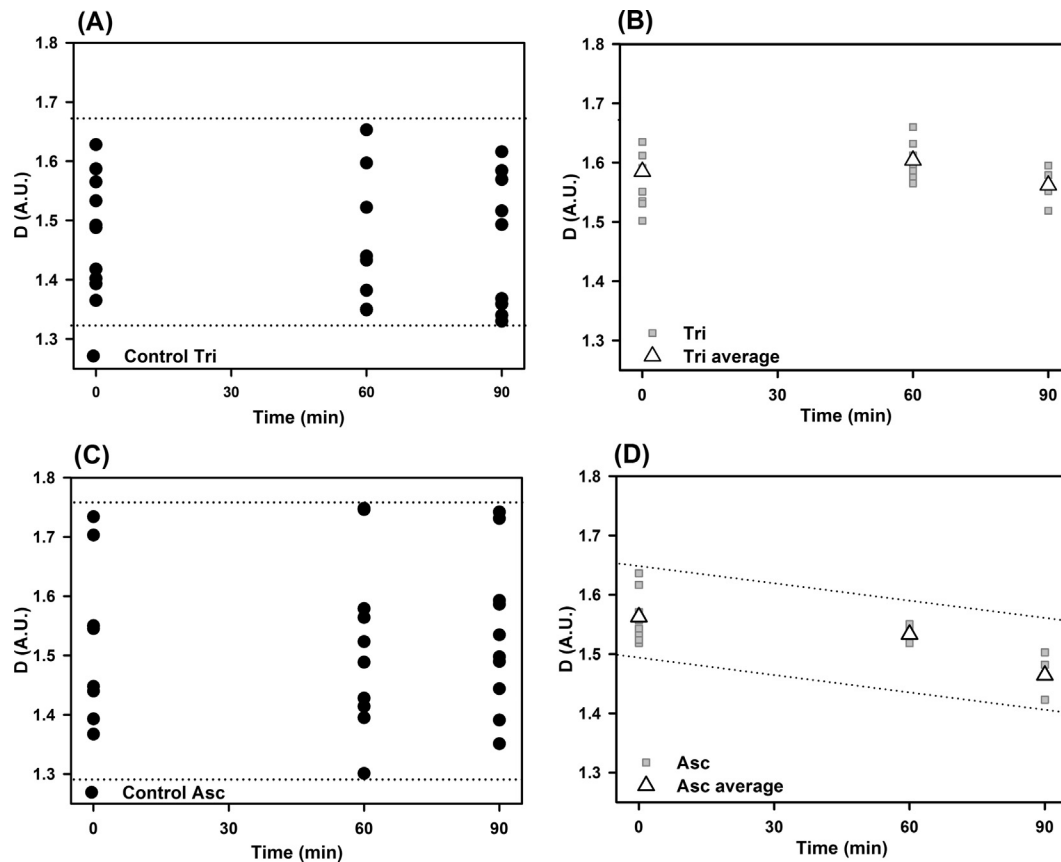 (A)
1.8
1.7
1.6
1.5
1.4
1.3
D (A.U.)
Control Tri
0 30 60 90
Time (min)
(B)
1.8
1.7
1.6
1.5
1.4
1.3
D (A.U.)
Tri
Tri average
0 30 60 90
Time (min)
(C)
1.8
1.7
1.6
1.5
1.4
1.3
D (A.U.)
Control Asc
0 30 60 90
Time (min)
(D)
1.8
1.7
1.6
1.5
1.4
1.3
D (A.U.)
Asc
Asc average
0 30 60 90
Time (min)